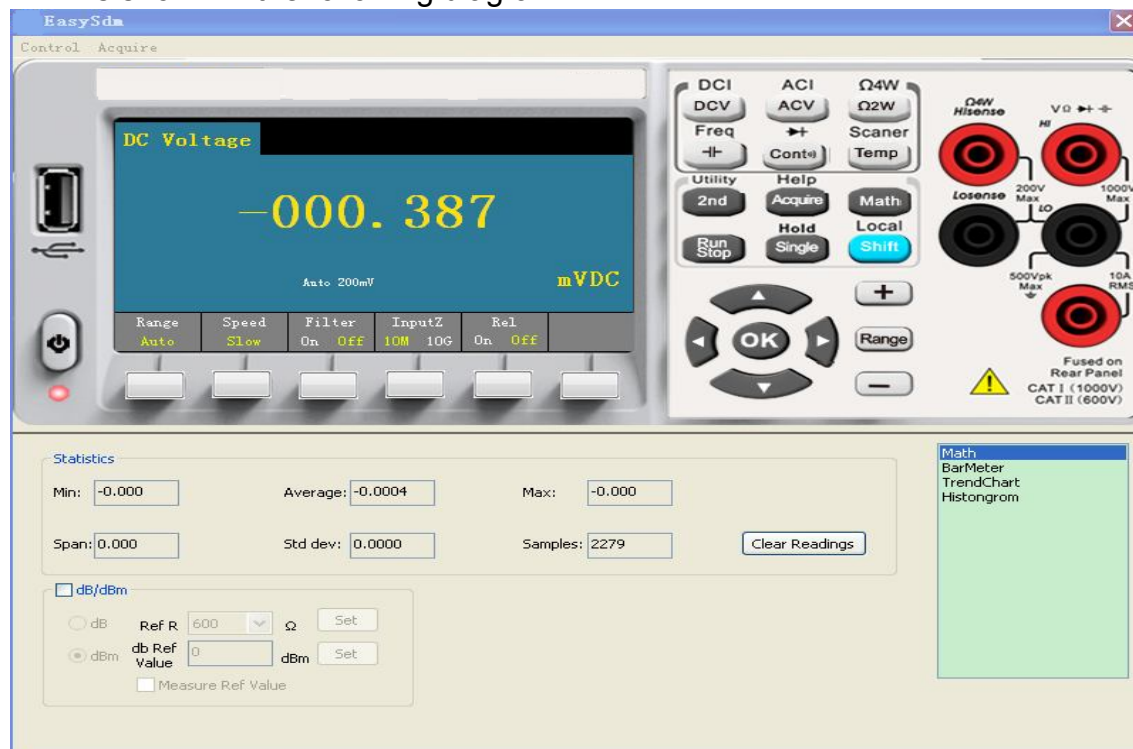 EasySdm
Control Acquire
DC Voltage
-000.387
Auto 200mV
mVDC
Range Speed Filter InputZ Rel
Auto Slow On Off 10M 10G On Off
DCI ACI Ω4W
DCV ACV Ω2W
Freq Scaner
Cont Temp
Utility Help
2nd Acquire Math
Hold Local
Run Stop Single Shift
+
OK Range
-
Ω4W Hisense VΩ
HI
Losense 200V Max 1000V Max
LO
500Vpk Max 10A RMS
Fused on
Rear Panel
CAT I (1000V)
CAT II (600V)
Statistics
Min: -0.000 Average: -0.0004 Max: -0.000
Span: 0.000 Std dev: 0.0000 Samples: 2279 Clear Readings
dB/dBm
dB Ref R 600 Ω Set
dBm db Ref Value 0 dBm Set
Measure Ref Value
Math
BarMeter
TrendChart
Histongrom